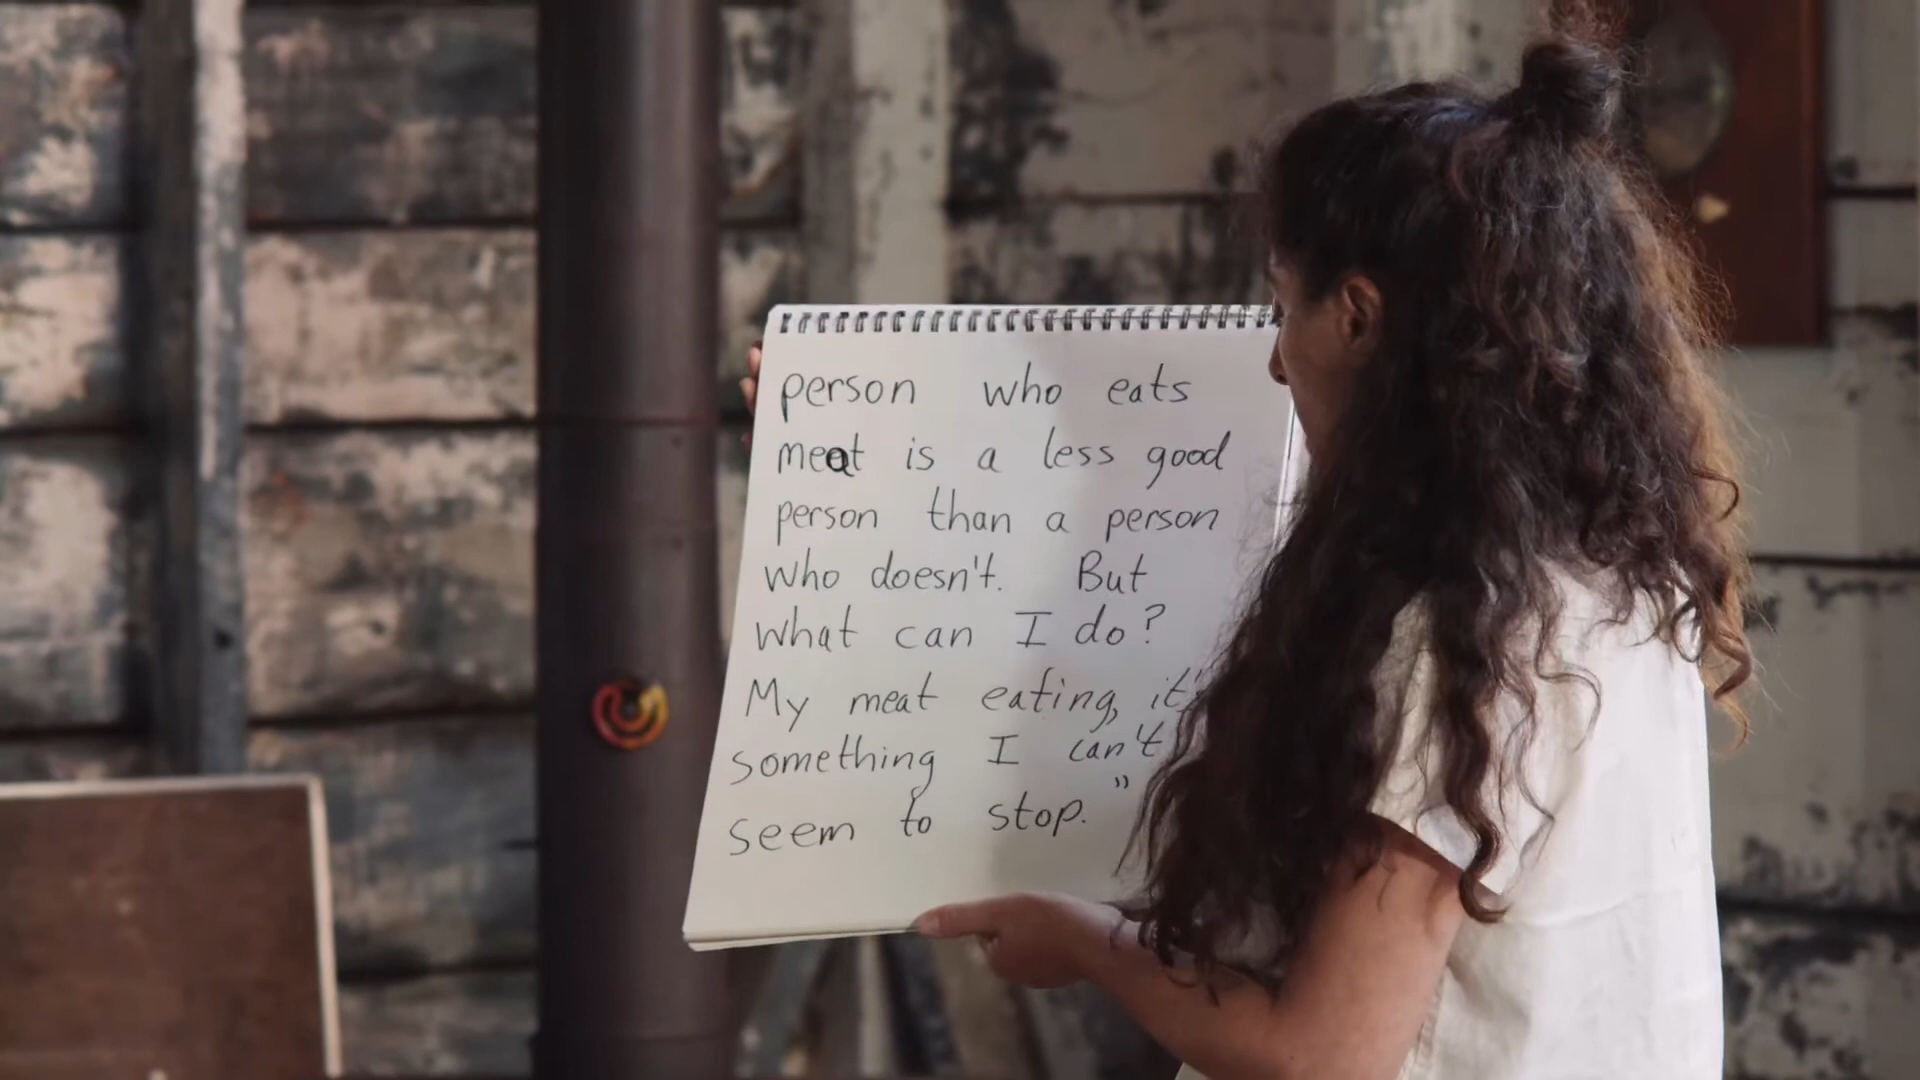 person who eats
meat is a less good
person than a person
who doesn't. But
what can I do?
My meat eating, it's
something I can't
seem to stop."